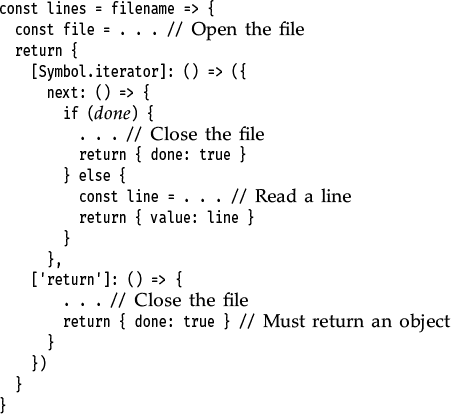 const lines = filename => {
  const file = . . . // Open the file
  return {
    [Symbol.iterator]: () => ({
      next: () => {
        if (done) {
          . . . // Close the file
          return { done: true }
        } else {
          const line = . . . // Read a line
          return { value: line }
        }
      },
    ['return']: () => {
        . . . // Close the file
        return { done: true } // Must return an object
      }
    })
  }
}